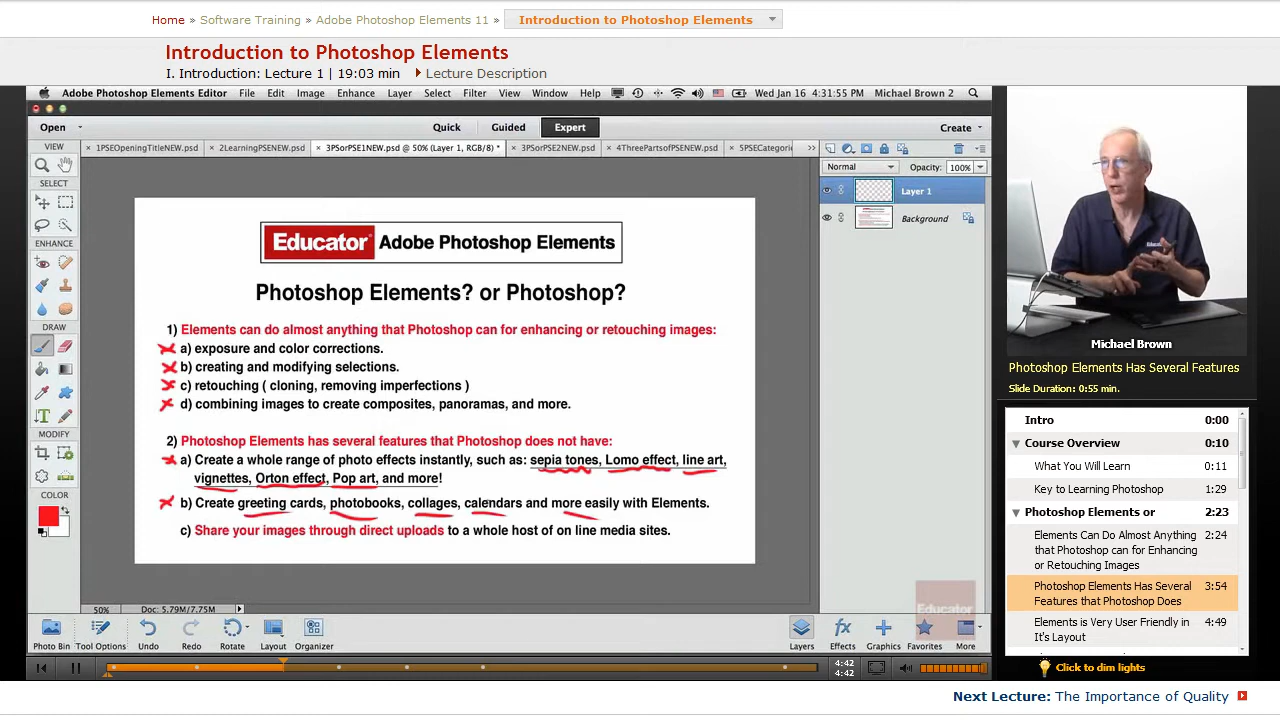 Home » Software Training » Adobe Photoshop Elements 11 » Introduction to Photoshop Elements
Introduction to Photoshop Elements
I. Introduction: Lecture 1 | 19:03 min Lecture Description
Adobe Photoshop Elements Editor File Edit Image Enhance Layer Select Filter View Window Help Wed Jan 16 4:31:55 PM Michael Brown 2
Open Quick Guided Expert Create
VIEW × 1PSEOpeningTitleNEW.psd × 2LearningPSENEW.psd × 3PSorPSE1NEW.psd @ 50% (Layer 1, RGB/8) * × 3PSorPSE2NEW.psd × 4ThreePartsofPSENEW.psd × 5PSECategori >>
Normal Opacity: 100%
SELECT
Layer 1
Background
ENHANCE
DRAW
MODIFY
COLOR
Educator Adobe Photoshop Elements
Photoshop Elements? or Photoshop?
1) Elements can do almost anything that Photoshop can for enhancing or retouching images:
a) exposure and color corrections.
b) creating and modifying selections.
c) retouching ( cloning, removing imperfections )
d) combining images to create composites, panoramas, and more.
2) Photoshop Elements has several features that Photoshop does not have:
a) Create a whole range of photo effects instantly, such as: sepia tones, Lomo effect, line art,
vignettes, Orton effect, Pop art, and more!
b) Create greeting cards, photobooks, collages, calendars and more easily with Elements.
c) Share your images through direct uploads to a whole host of on line media sites.
50% Doc: 5.79M/7.75M
Educator
Photo Bin Tool Options Undo Redo Rotate Layout Organizer Layers Effects Graphics Favorites More
4:42
4:42
Michael Brown
Photoshop Elements Has Several Features
Slide Duration: 0:55 min.
Intro 0:00
Course Overview 0:10
What You Will Learn 0:11
Key to Learning Photoshop 1:29
Photoshop Elements or 2:23
Elements Can Do Almost Anything 2:24
that Photoshop can for Enhancing
or Retouching Images
Photoshop Elements Has Several 3:54
Features that Photoshop Does
Elements is Very User Friendly in 4:49
It's Layout
Click to dim lights
Next Lecture: The Importance of Quality